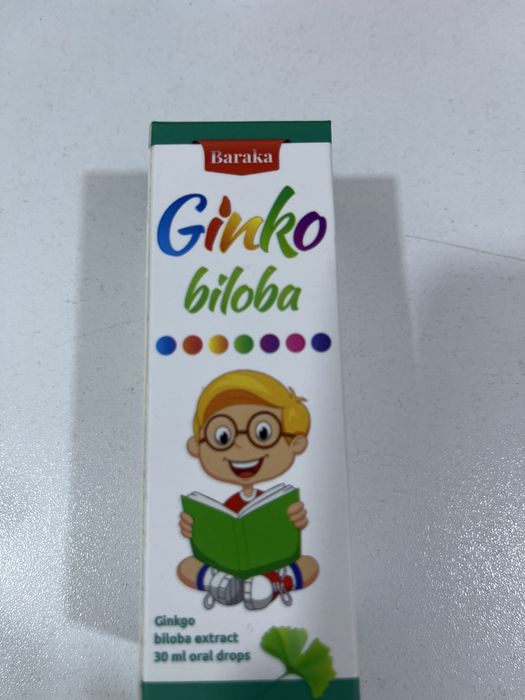 Baraka
Ginko
biloba
Ginkgo
biloba extract
30 ml oral drops